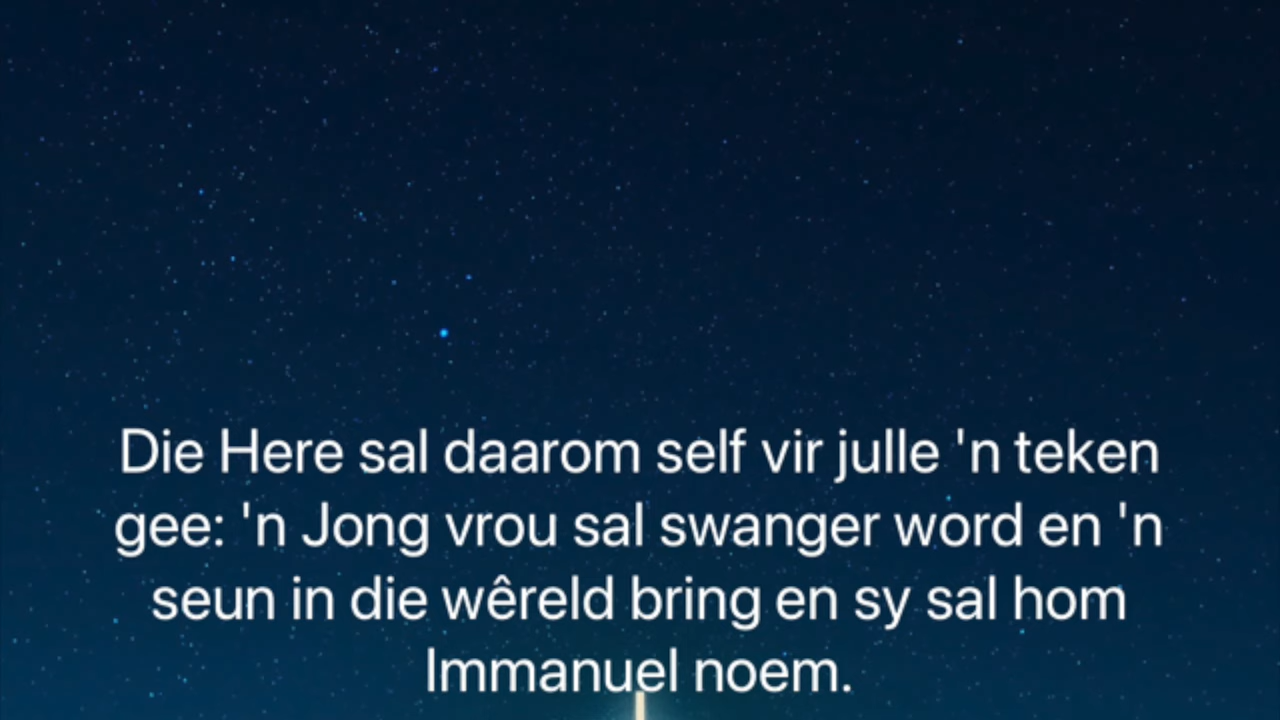 Die Here sal daarom self vir julle 'n teken
gee: 'n Jong vrou sal swanger word en 'n
seun in die wêreld bring en sy sal hom
Immanuel noem.